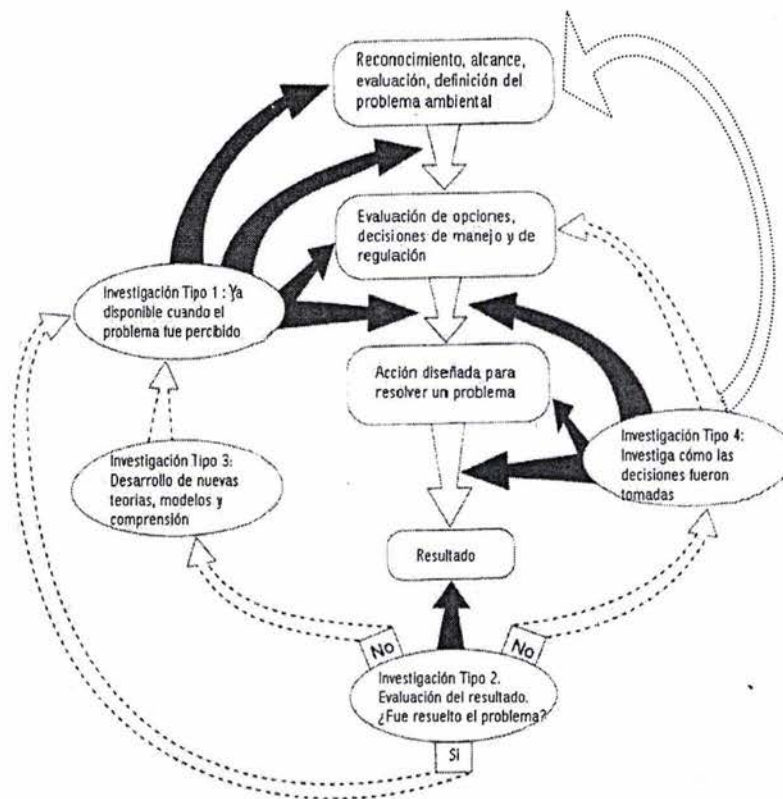 Reconocimiento, alcance,
evaluación, definición del
problema ambiental
Evaluación de opciones,
decisiones de manejo y de
regulación
Investigación Tipo 1: Ya
disponible cuando el
problema fue percibido
Acción diseñada para
resolver un problema
Investigación Tipo 4:
Investiga cómo las
decisiones fueron
tomadas
Investigación Tipo 3:
Desarrollo de nuevas
teorías, modelos y
comprensión
Resultado
No
No
Investigación Tipo 2.
Evaluación del resultado.
¿Fue resuelto el problema?
Si